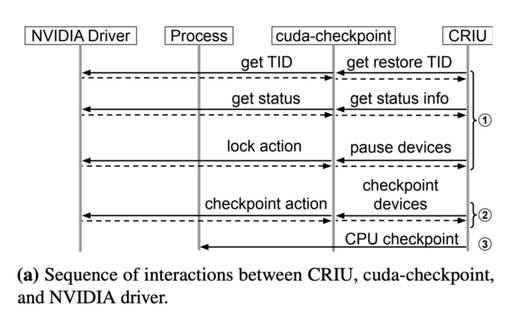 NVIDIA Driver Process cuda-checkpoint CRIU
get TID get restore TID
get status get status info
①
lock action pause devices
checkpoint action checkpoint devices
②
CPU checkpoint ③
(a) Sequence of interactions between CRIU, cuda-checkpoint,
and NVIDIA driver.